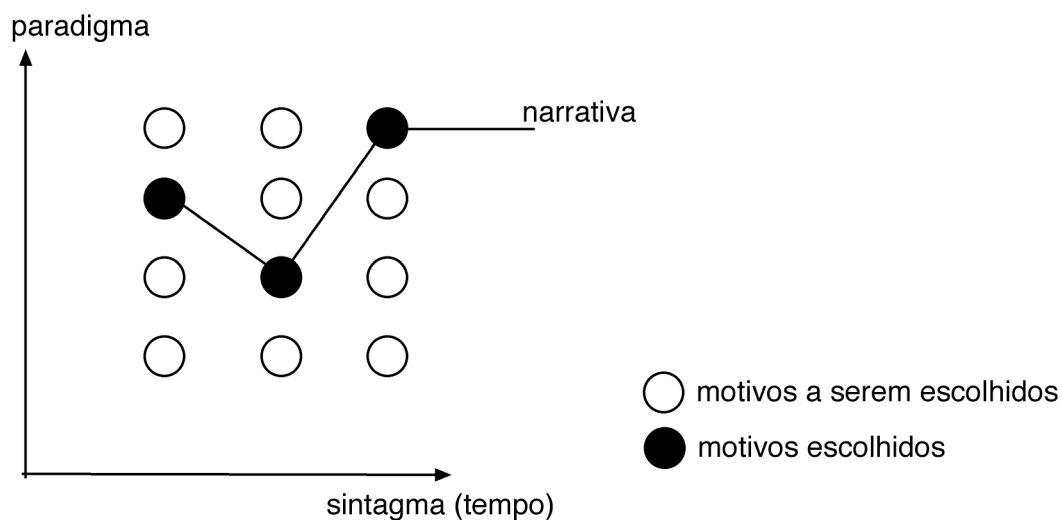 paradigma
narrativa
motivos a serem escolhidos
motivos escolhidos
sintagma (tempo)